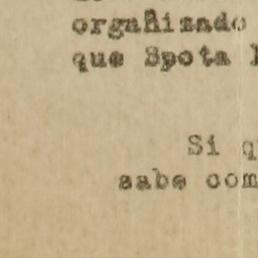 organizado
que Spota
Si
sabe com